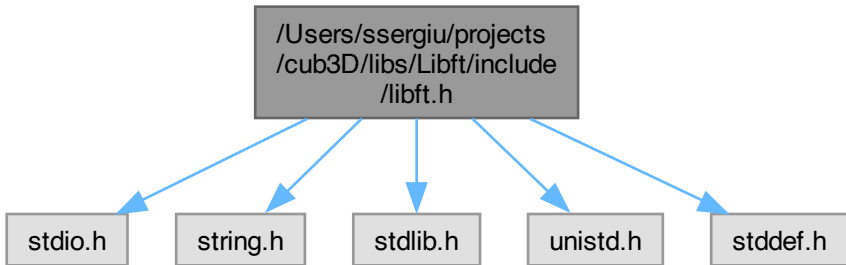 /Users/ssergiu/projects
/cub3D/libs/Libft/include
/libft.h
stdio.h
string.h
stdlib.h
unistd.h
stddef.h